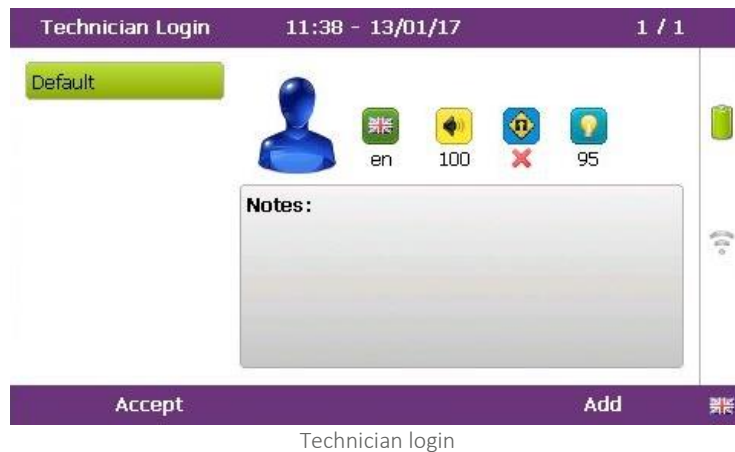 Technician Login 11:38 - 13/01/17 1 / 1
Default
en 100 95
Notes:
Accept Add
Technician login